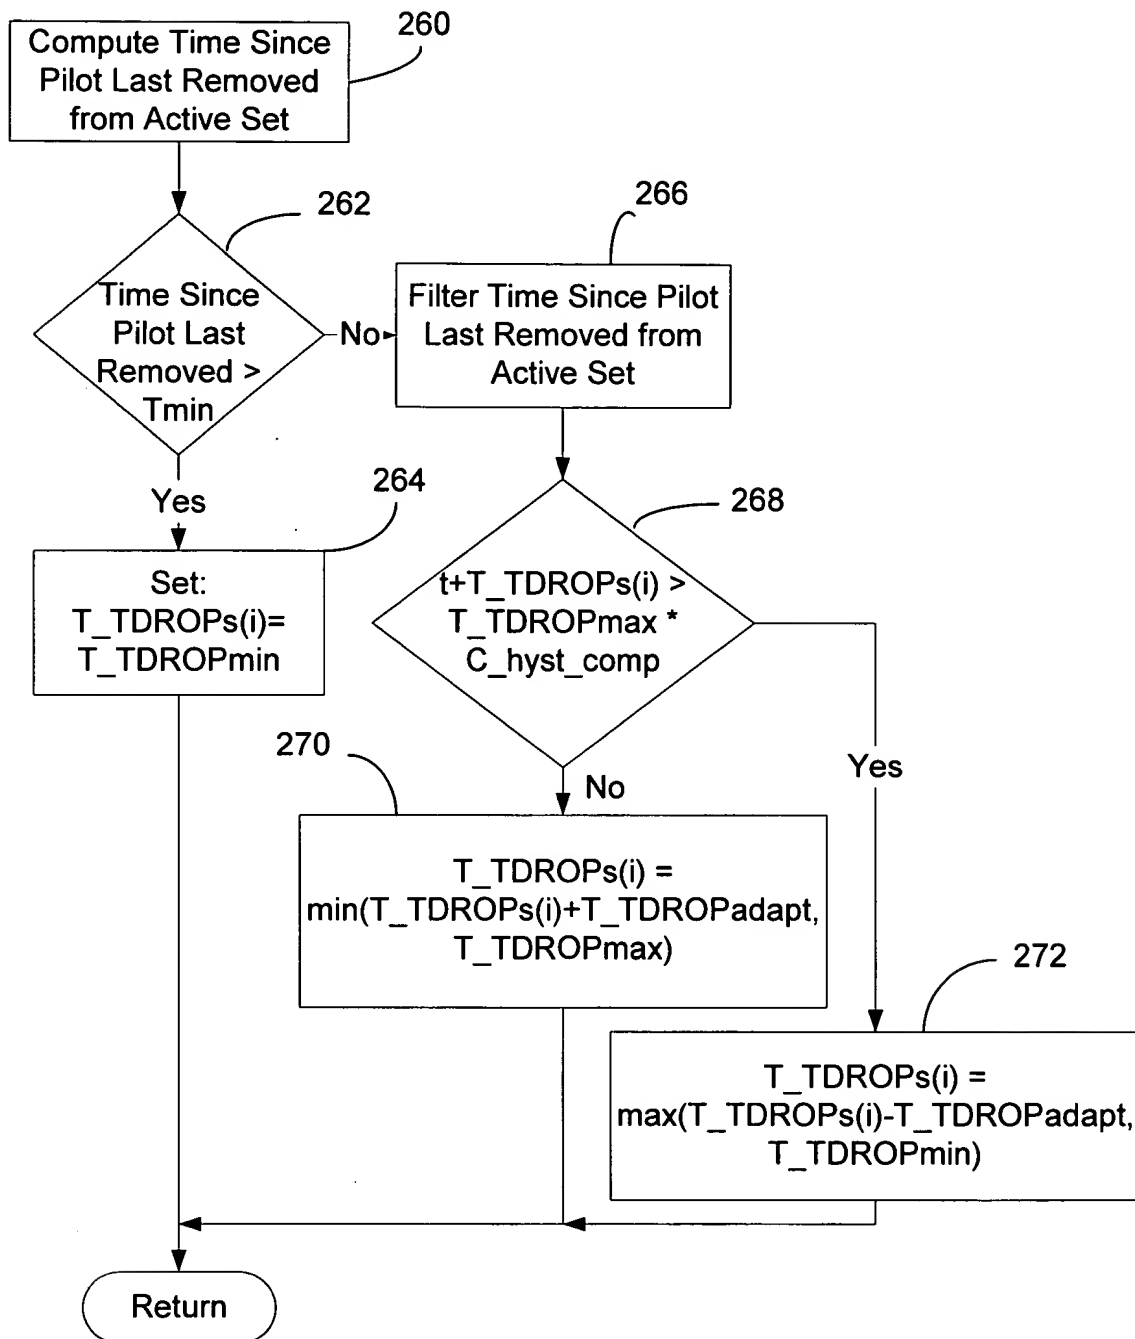 260
Compute Time Since
Pilot Last Removed
from Active Set
262
Time Since
Pilot Last
Removed >
Tmin
No
266
Filter Time Since Pilot
Last Removed from
Active Set
Yes
264
Set:
T_TDROPs(i)=
T_TDROPmin
268
t+T_TDROPs(i) >
T_TDROPmax *
C_hyst_comp
270
No
Yes
T_TDROPs(i) =
min(T_TDROPs(i)+T_TDROPadapt,
T_TDROPmax)
272
T_TDROPs(i) =
max(T_TDROPs(i)-T_TDROPadapt,
T_TDROPmin)
Return